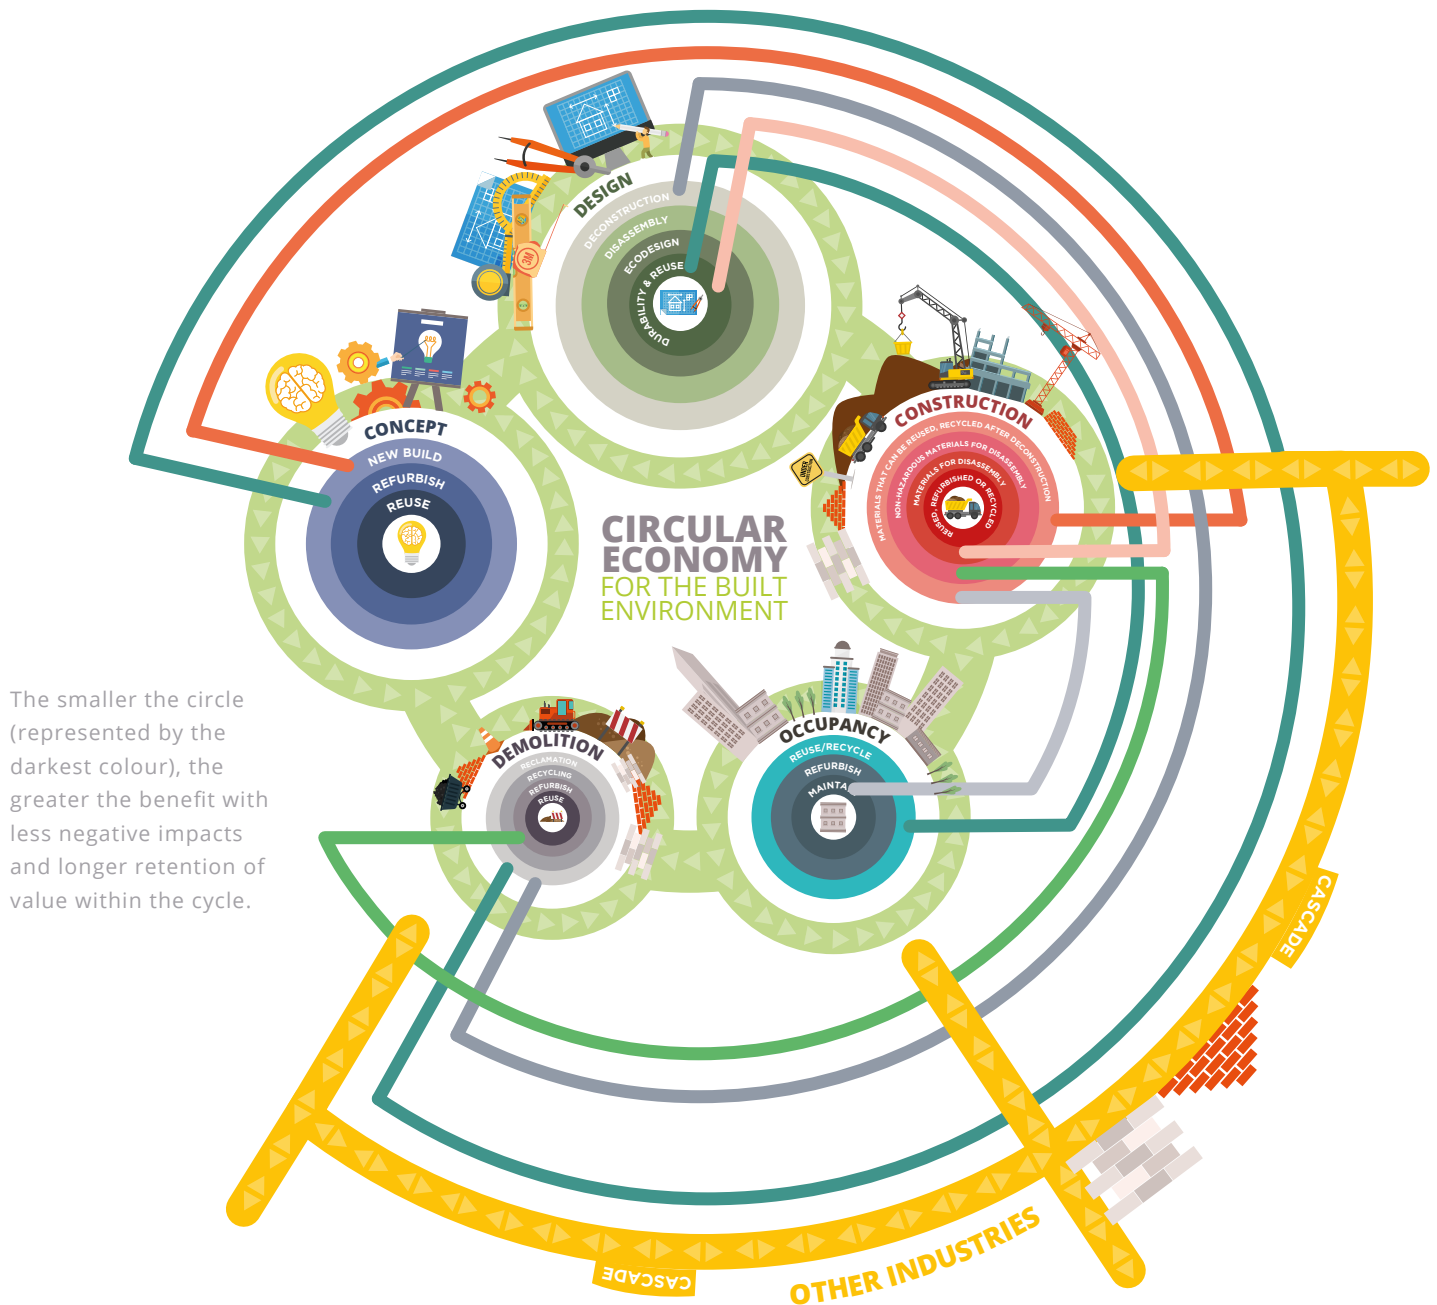 DESIGN
DECONSTRUCTION
DISASSEMBLY
ECODESIGN
DURABILITY & REUSE
3M
CONCEPT
NEW BUILD
REFURBISH
REUSE
CONSTRUCTION
MATERIALS THAT CAN BE REUSED, RECYCLED AFTER DECONSTRUCTION
NON-HAZARDOUS MATERIALS FOR DISASSEMBLY
MATERIALS FOR DISASSEMBLY
REUSED, REFURBISHED OR RECYCLED
UNDER
CIRCULAR
ECONOMY
FOR THE BUILT
ENVIRONMENT
The smaller the circle
(represented by the
darkest colour), the
greater the benefit with
less negative impacts
and longer retention of
value within the cycle.
DEMOLITION
RECLAMATION
RECYCLING
REFURBISH
REUSE
OCCUPANCY
REUSE/RECYCLE
REFURBISH
MAINTA
CASCADE
CASCADE
OTHER INDUSTRIES